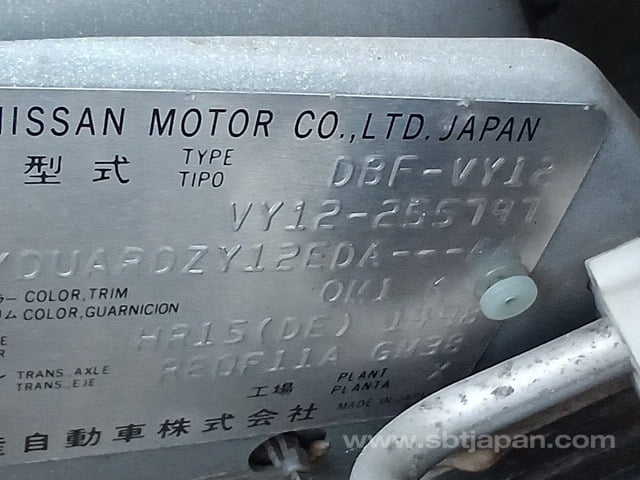 NISSAN MOTOR CO.,LTD. JAPAN
型式 TYPE TIPO DBF-VY12
VY12-255797
COLOR,TRIM OK1
COLOR,GUARNICION
HR15(DE)
TRANS.,AXLE RE0F11A GM38
TRANS.,EJE
工場 PLANT PLANTA X
自動車株式会社 MADE IN
www.sbtjapan.com